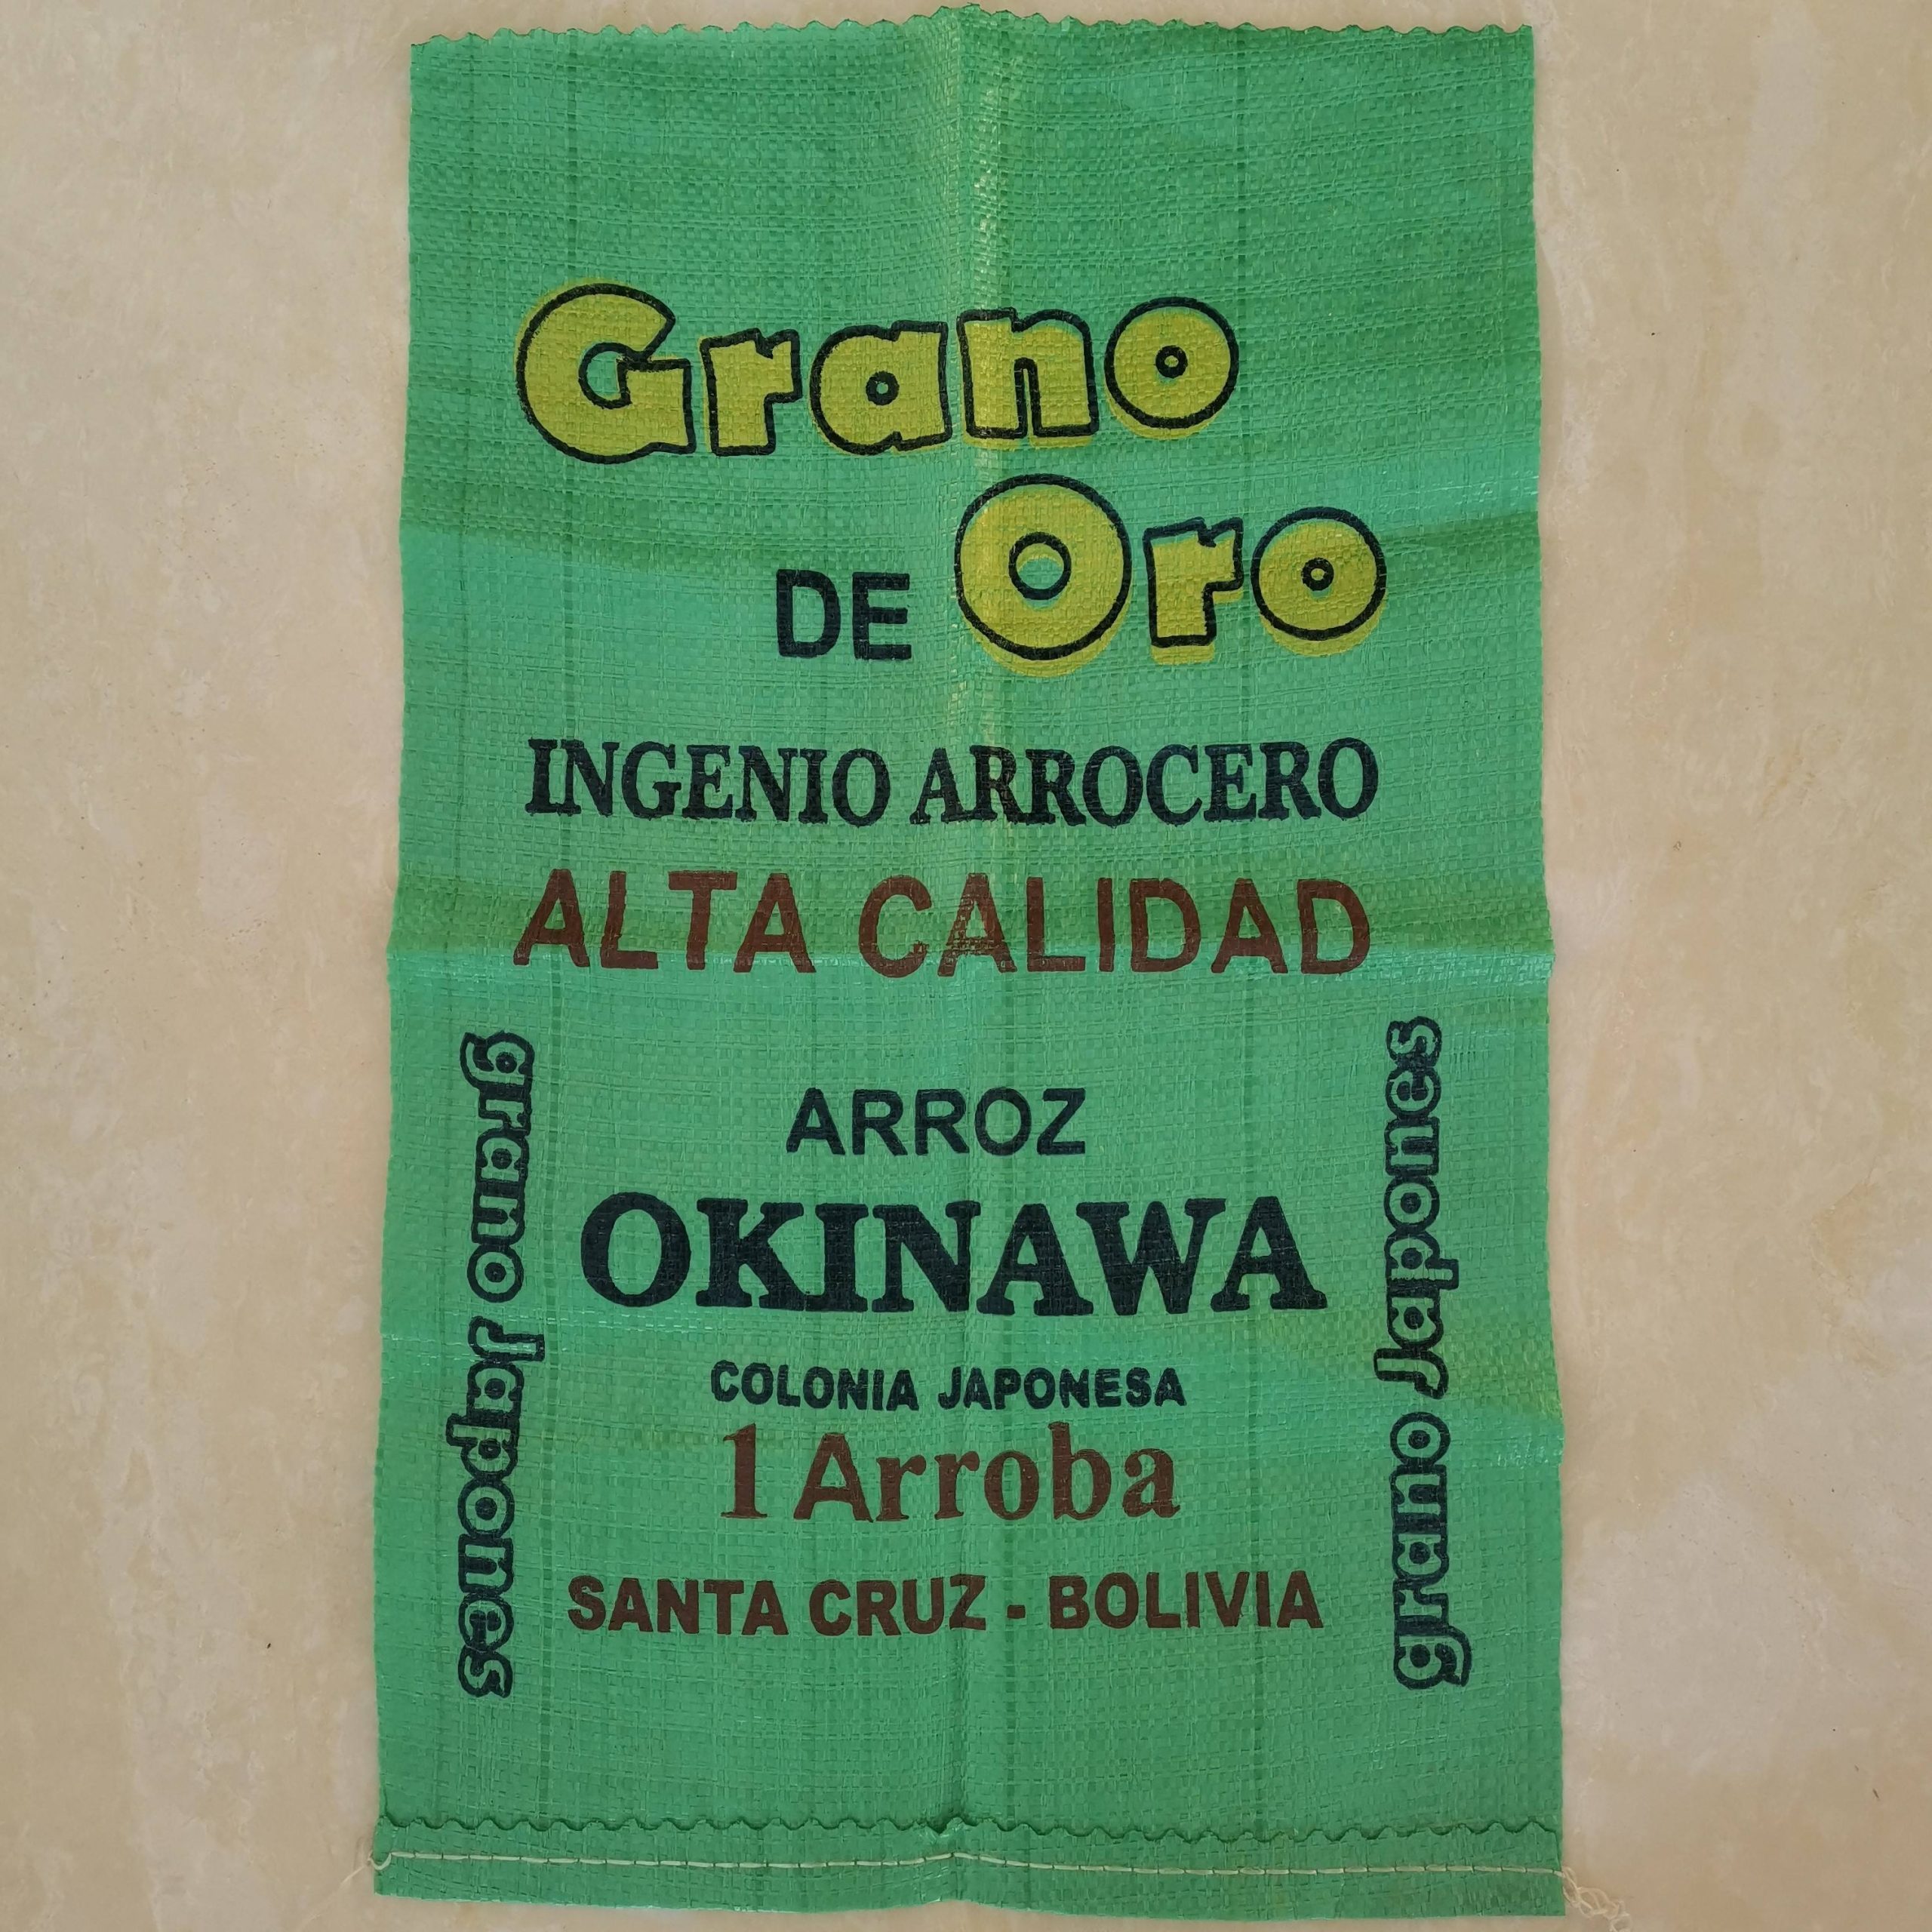 Grano
DE Oro
INGENIO ARROCERO
ALTA CALIDAD
grano Japones
grano Japones
ARROZ
OKINAWA
COLONIA JAPONESA
1 Arroba
SANTA CRUZ - BOLIVIA